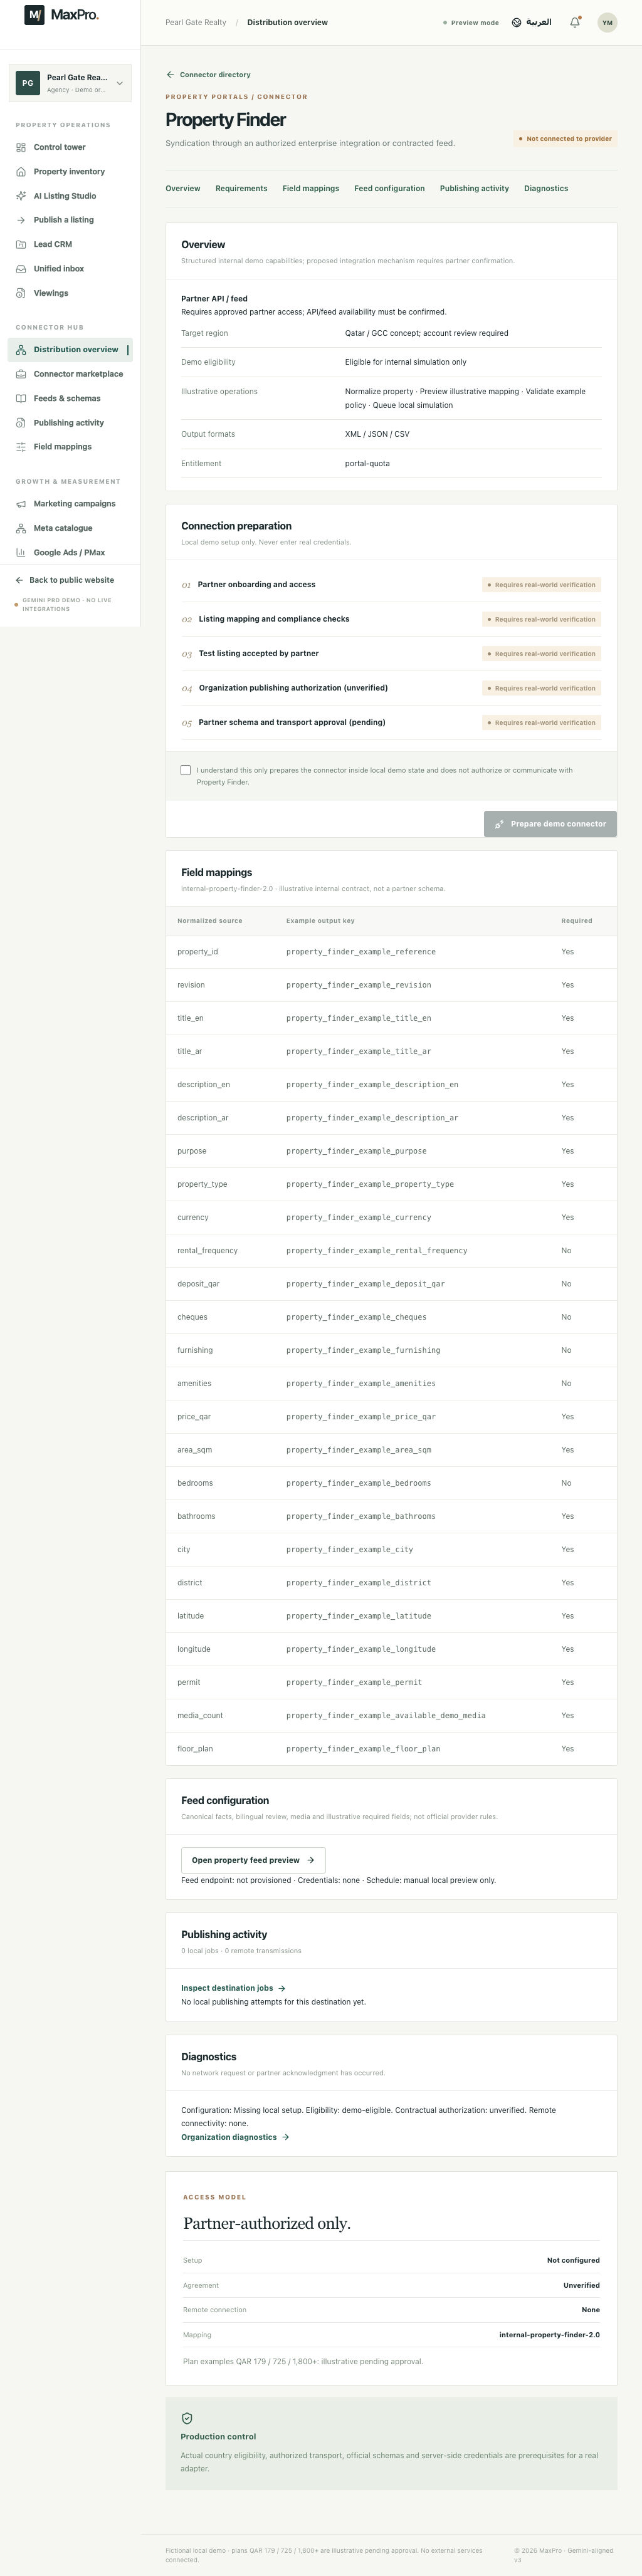 M/ MaxPro.
PG
Pearl Gate Rea...
Agency · Demo or...
PROPERTY OPERATIONS
Control tower
Property inventory
AI Listing Studio
Publish a listing
Lead CRM
Unified inbox
Viewings
CONNECTOR HUB
Distribution overview
Connector marketplace
Feeds & schemas
Publishing activity
Field mappings
GROWTH & MEASUREMENT
Marketing campaigns
Meta catalogue
Google Ads / PMax
Back to public website
GEMINI PRD DEMO · NO LIVE
INTEGRATIONS
Pearl Gate Realty / Distribution overview
Preview mode
العربية
YM
Connector directory
PROPERTY PORTALS / CONNECTOR
Property Finder
Syndication through an authorized enterprise integration or contracted feed.
Not connected to provider
Overview Requirements Field mappings Feed configuration Publishing activity Diagnostics
Overview
Structured internal demo capabilities; proposed integration mechanism requires partner confirmation.
Partner API / feed
Requires approved partner access; API/feed availability must be confirmed.
Target region Qatar / GCC concept; account review required
Demo eligibility Eligible for internal simulation only
Illustrative operations Normalize property · Preview illustrative mapping · Validate example
policy · Queue local simulation
Output formats XML / JSON / CSV
Entitlement portal-quota
Connection preparation
Local demo setup only. Never enter real credentials.
01 Partner onboarding and access Requires real-world verification
02 Listing mapping and compliance checks Requires real-world verification
03 Test listing accepted by partner Requires real-world verification
04 Organization publishing authorization (unverified) Requires real-world verification
05 Partner schema and transport approval (pending) Requires real-world verification
I understand this only prepares the connector inside local demo state and does not authorize or communicate with
Property Finder.
Prepare demo connector
Field mappings
internal-property-finder-2.0 · illustrative internal contract, not a partner schema.
Normalized source Example output key Required
property_id property_finder_example_reference Yes
revision property_finder_example_revision Yes
title_en property_finder_example_title_en Yes
title_ar property_finder_example_title_ar Yes
description_en property_finder_example_description_en Yes
description_ar property_finder_example_description_ar Yes
purpose property_finder_example_purpose Yes
property_type property_finder_example_property_type Yes
currency property_finder_example_currency Yes
rental_frequency property_finder_example_rental_frequency No
deposit_qar property_finder_example_deposit_qar No
cheques property_finder_example_cheques No
furnishing property_finder_example_furnishing No
amenities property_finder_example_amenities No
price_qar property_finder_example_price_qar Yes
area_sqm property_finder_example_area_sqm Yes
bedrooms property_finder_example_bedrooms No
bathrooms property_finder_example_bathrooms Yes
city property_finder_example_city Yes
district property_finder_example_district Yes
latitude property_finder_example_latitude Yes
longitude property_finder_example_longitude Yes
permit property_finder_example_permit Yes
media_count property_finder_example_available_demo_media Yes
floor_plan property_finder_example_floor_plan Yes
Feed configuration
Canonical facts, bilingual review, media and illustrative required fields; not official provider rules.
Open property feed preview
Feed endpoint: not provisioned · Credentials: none · Schedule: manual local preview only.
Publishing activity
0 local jobs · 0 remote transmissions
Inspect destination jobs
No local publishing attempts for this destination yet.
Diagnostics
No network request or partner acknowledgment has occurred.
Configuration: Missing local setup. Eligibility: demo-eligible. Contractual authorization: unverified. Remote
connectivity: none.
Organization diagnostics
ACCESS MODEL
Partner-authorized only.
Setup Not configured
Agreement Unverified
Remote connection None
Mapping internal-property-finder-2.0
Plan examples QAR 179 / 725 / 1,800+: illustrative pending approval.
Production control
Actual country eligibility, authorized transport, official schemas and server-side credentials are prerequisites for a real
adapter.
Fictional local demo · plans QAR 179 / 725 / 1,800+ are illustrative pending approval. No external services
connected.
© 2026 MaxPro · Gemini-aligned
v3